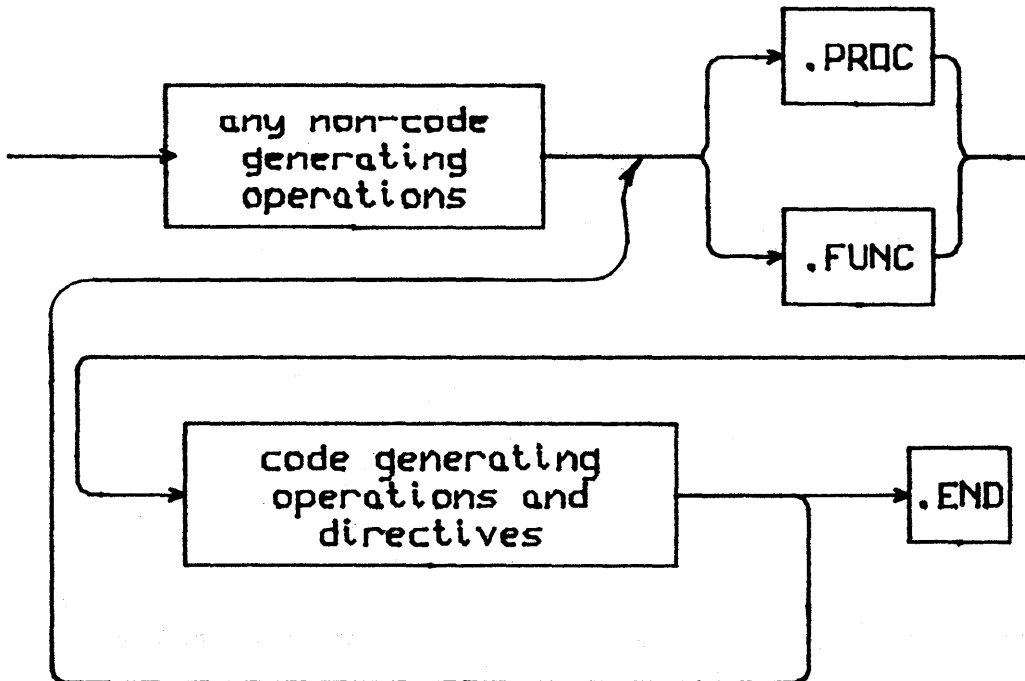 any non-code
generating
operations
.PROC
.FUNC
code generating
operations and
directives
.END